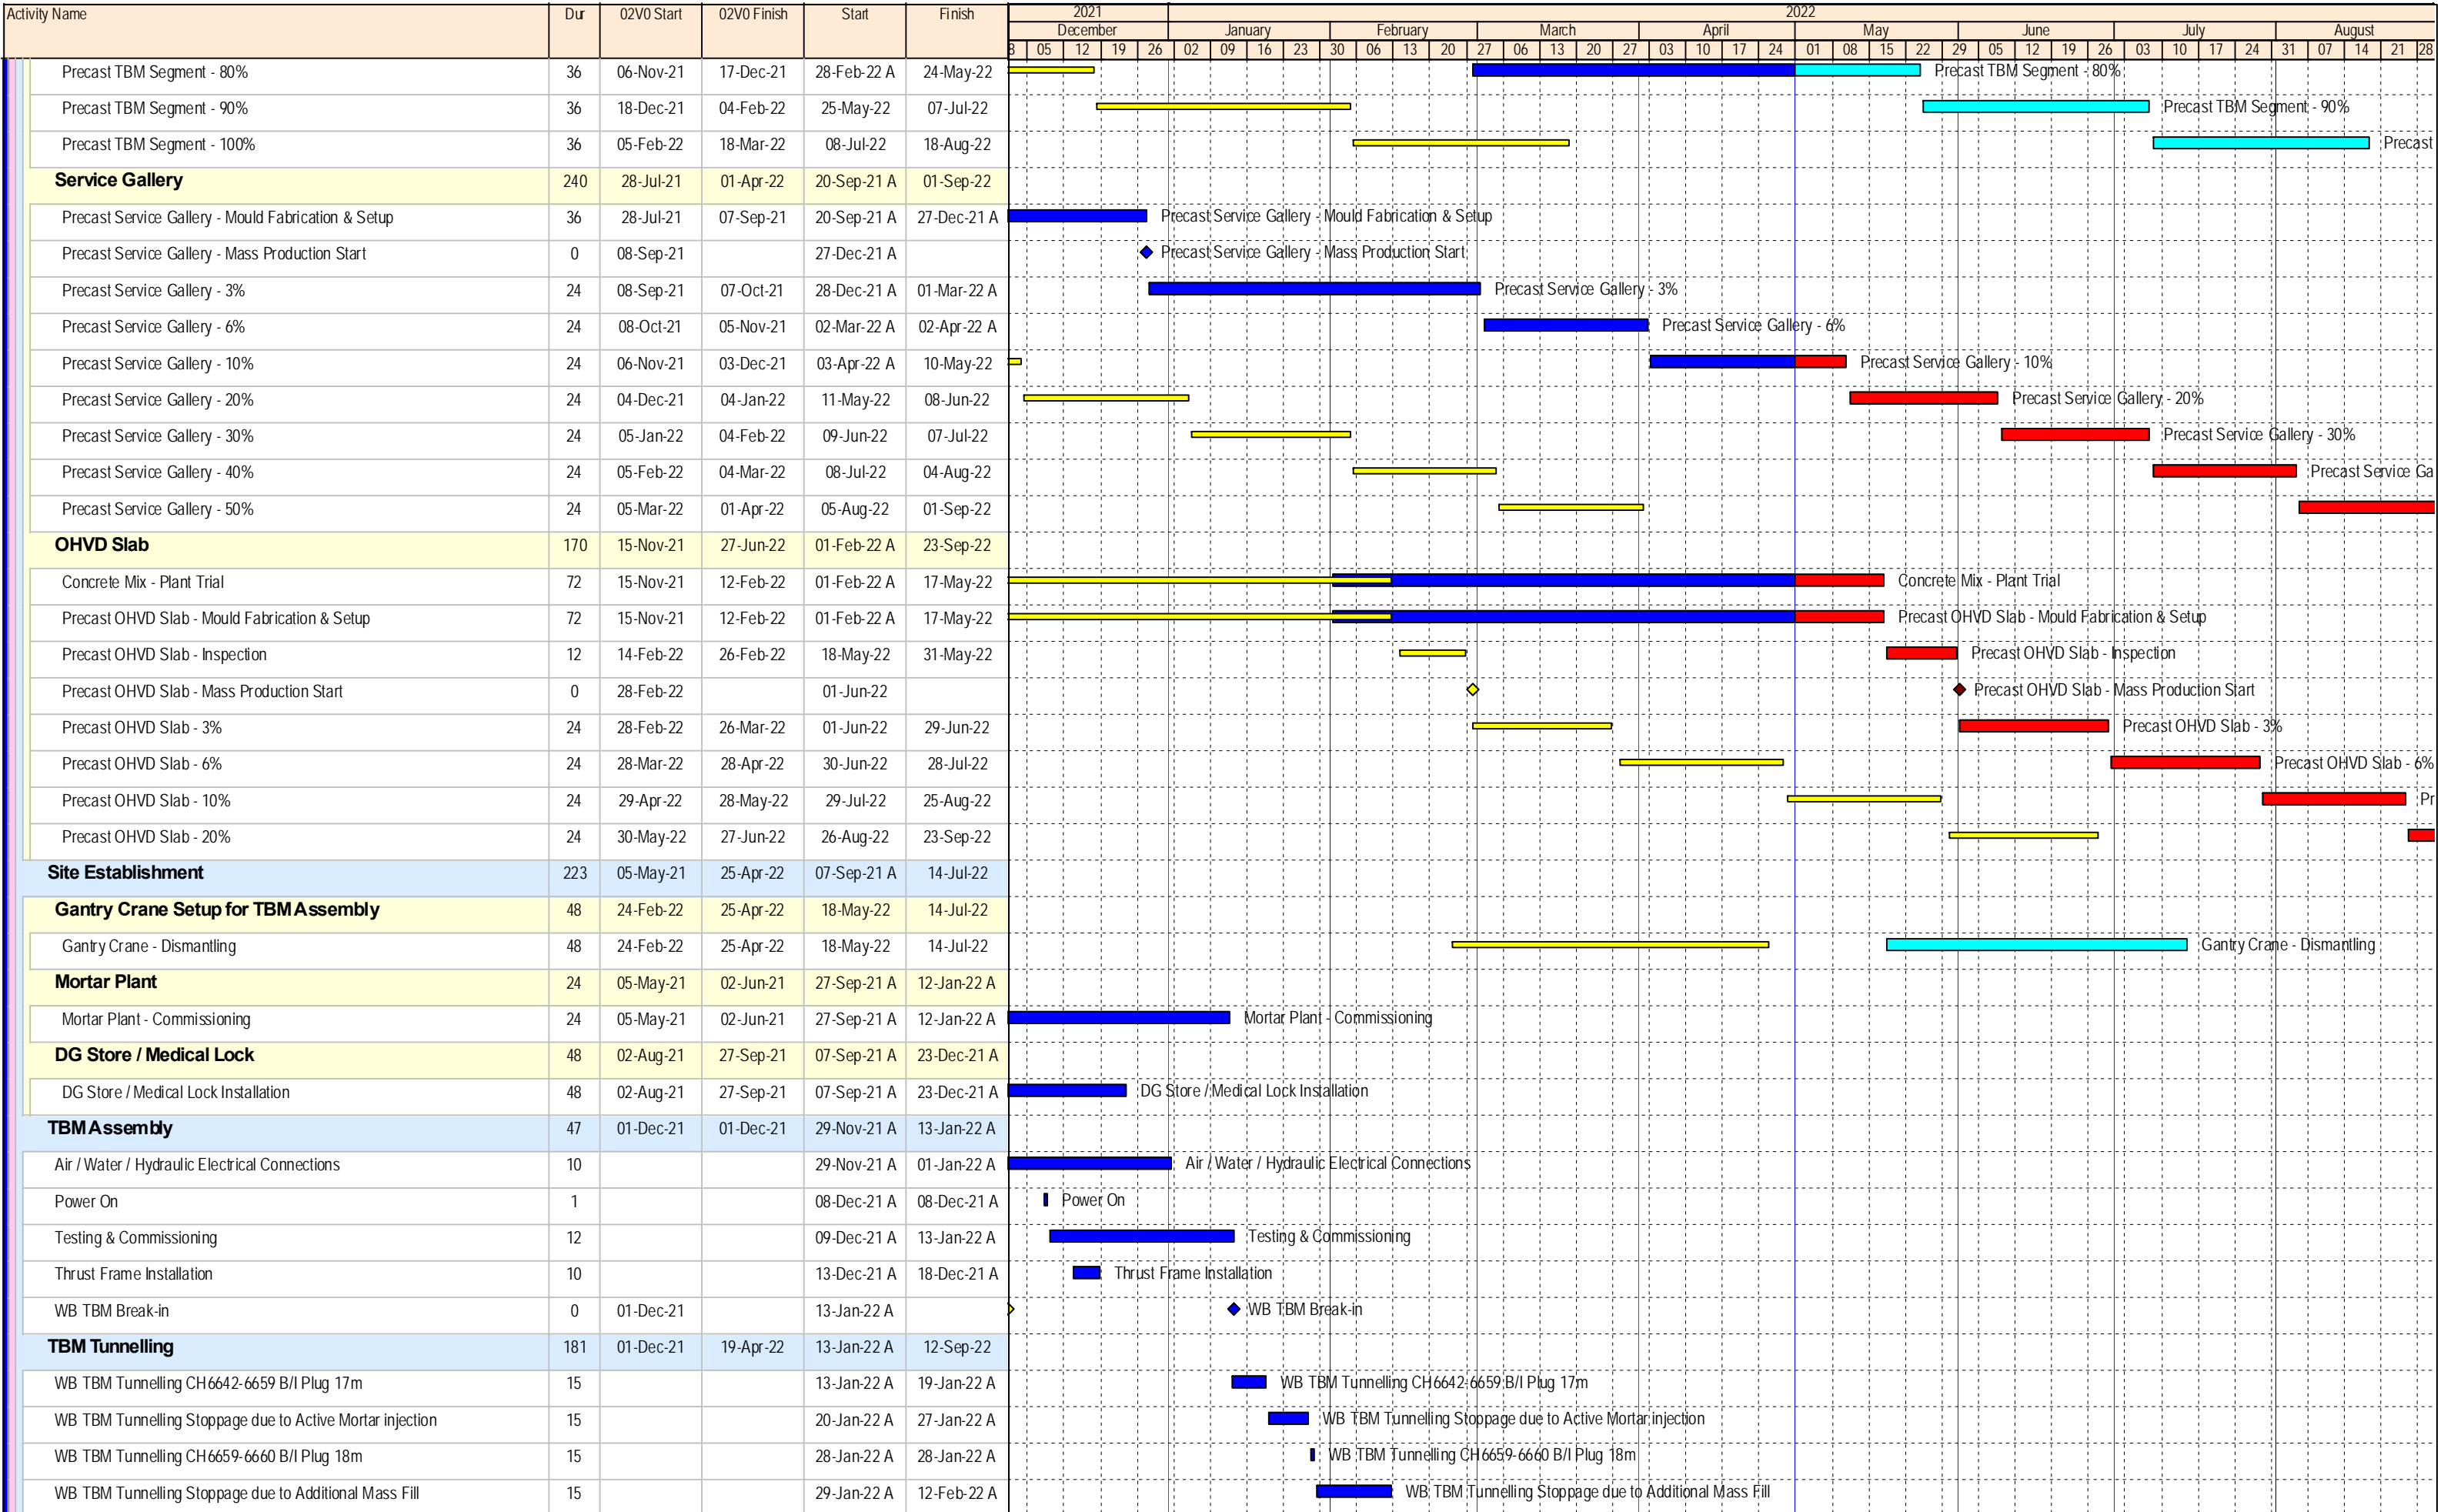 Activity Name Dur 02V0 Start 02V0 Finish Start Finish 2021 2022
December January February March April May June July August
8 05 12 19 26 02 09 16 23 30 06 13 20 27 06 13 20 27 03 10 17 24 01 08 15 22 29 05 12 19 26 03 10 17 24 31 07 14 21 28
Precast TBM Segment - 80% 36 06-Nov-21 17-Dec-21 28-Feb-22 A 24-May-22 Precast TBM Segment - 80%
Precast TBM Segment - 90% 36 18-Dec-21 04-Feb-22 25-May-22 07-Jul-22 Precast TBM Segment - 90%
Precast TBM Segment - 100% 36 05-Feb-22 18-Mar-22 08-Jul-22 18-Aug-22 Precast
Service Gallery 240 28-Jul-21 01-Apr-22 20-Sep-21 A 01-Sep-22
Precast Service Gallery - Mould Fabrication & Setup 36 28-Jul-21 07-Sep-21 20-Sep-21 A 27-Dec-21 A Precast Service Gallery - Mould Fabrication & Setup
Precast Service Gallery - Mass Production Start 0 08-Sep-21 27-Dec-21 A Precast Service Gallery - Mass Production Start
Precast Service Gallery - 3% 24 08-Sep-21 07-Oct-21 28-Dec-21 A 01-Mar-22 A Precast Service Gallery - 3%
Precast Service Gallery - 6% 24 08-Oct-21 05-Nov-21 02-Mar-22 A 02-Apr-22 A Precast Service Gallery - 6%
Precast Service Gallery - 10% 24 06-Nov-21 03-Dec-21 03-Apr-22 A 10-May-22 Precast Service Gallery - 10%
Precast Service Gallery - 20% 24 04-Dec-21 04-Jan-22 11-May-22 08-Jun-22 Precast Service Gallery - 20%
Precast Service Gallery - 30% 24 05-Jan-22 04-Feb-22 09-Jun-22 07-Jul-22 Precast Service Gallery - 30%
Precast Service Gallery - 40% 24 05-Feb-22 04-Mar-22 08-Jul-22 04-Aug-22 Precast Service Ga
Precast Service Gallery - 50% 24 05-Mar-22 01-Apr-22 05-Aug-22 01-Sep-22
OHVD Slab 170 15-Nov-21 27-Jun-22 01-Feb-22 A 23-Sep-22
Concrete Mix - Plant Trial 72 15-Nov-21 12-Feb-22 01-Feb-22 A 17-May-22 Concrete Mix - Plant Trial
Precast OHVD Slab - Mould Fabrication & Setup 72 15-Nov-21 12-Feb-22 01-Feb-22 A 17-May-22 Precast OHVD Slab - Mould Fabrication & Setup
Precast OHVD Slab - Inspection 12 14-Feb-22 26-Feb-22 18-May-22 31-May-22 Precast OHVD Slab - Inspection
Precast OHVD Slab - Mass Production Start 0 28-Feb-22 01-Jun-22 Precast OHVD Slab - Mass Production Start
Precast OHVD Slab - 3% 24 28-Feb-22 26-Mar-22 01-Jun-22 29-Jun-22 Precast OHVD Slab - 3%
Precast OHVD Slab - 6% 24 28-Mar-22 28-Apr-22 30-Jun-22 28-Jul-22 Precast OHVD Slab - 6%
Precast OHVD Slab - 10% 24 29-Apr-22 28-May-22 29-Jul-22 25-Aug-22 Pr
Precast OHVD Slab - 20% 24 30-May-22 27-Jun-22 26-Aug-22 23-Sep-22
Site Establishment 223 05-May-21 25-Apr-22 07-Sep-21 A 14-Jul-22
Gantry Crane Setup for TBM Assembly 48 24-Feb-22 25-Apr-22 18-May-22 14-Jul-22
Gantry Crane - Dismantling 48 24-Feb-22 25-Apr-22 18-May-22 14-Jul-22 Gantry Crane - Dismantling
Mortar Plant 24 05-May-21 02-Jun-21 27-Sep-21 A 12-Jan-22 A
Mortar Plant - Commissioning 24 05-May-21 02-Jun-21 27-Sep-21 A 12-Jan-22 A Mortar Plant - Commissioning
DG Store / Medical Lock 48 02-Aug-21 27-Sep-21 07-Sep-21 A 23-Dec-21 A
DG Store / Medical Lock Installation 48 02-Aug-21 27-Sep-21 07-Sep-21 A 23-Dec-21 A DG Store / Medical Lock Installation
TBM Assembly 47 01-Dec-21 01-Dec-21 29-Nov-21 A 13-Jan-22 A
Air / Water / Hydraulic Electrical Connections 10 29-Nov-21 A 01-Jan-22 A Air / Water / Hydraulic Electrical Connections
Power On 1 08-Dec-21 A 08-Dec-21 A Power On
Testing & Commissioning 12 09-Dec-21 A 13-Jan-22 A Testing & Commissioning
Thrust Frame Installation 10 13-Dec-21 A 18-Dec-21 A Thrust Frame Installation
WB TBM Break-in 0 01-Dec-21 13-Jan-22 A WB TBM Break-in
TBM Tunnelling 181 01-Dec-21 19-Apr-22 13-Jan-22 A 12-Sep-22
WB TBM Tunnelling CH6642-6659 B/I Plug 17m 15 13-Jan-22 A 19-Jan-22 A WB TBM Tunnelling CH6642-6659 B/I Plug 17m
WB TBM Tunnelling Stoppage due to Active Mortar injection 15 20-Jan-22 A 27-Jan-22 A WB TBM Tunnelling Stoppage due to Active Mortar injection
WB TBM Tunnelling CH6659-6660 B/I Plug 18m 15 28-Jan-22 A 28-Jan-22 A WB TBM Tunnelling CH6659-6660 B/I Plug 18m
WB TBM Tunnelling Stoppage due to Additional Mass Fill 15 29-Jan-22 A 12-Feb-22 A WB TBM Tunnelling Stoppage due to Additional Mass Fill